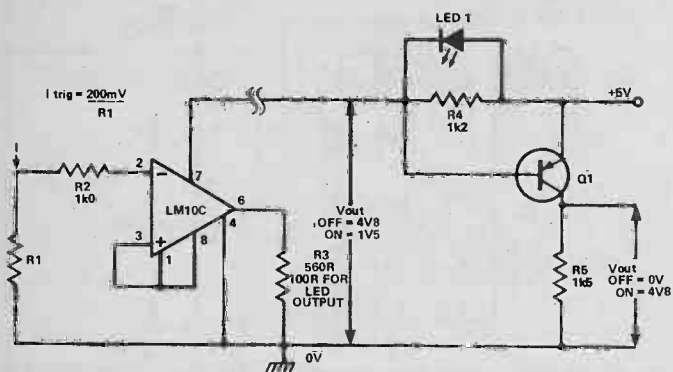 LED 1
I trig = 200mV
R1
+5V
R4
1k2
R2
1k0
2
7
LM10C
6
3
1
8
4
Q1
R1
R3
560R
100R FOR
LED
OUTPUT
Vout
OFF = 4V8
ON = 1V5
R5
1k5
Vout
OFF = 0V
ON = 4V8
0V